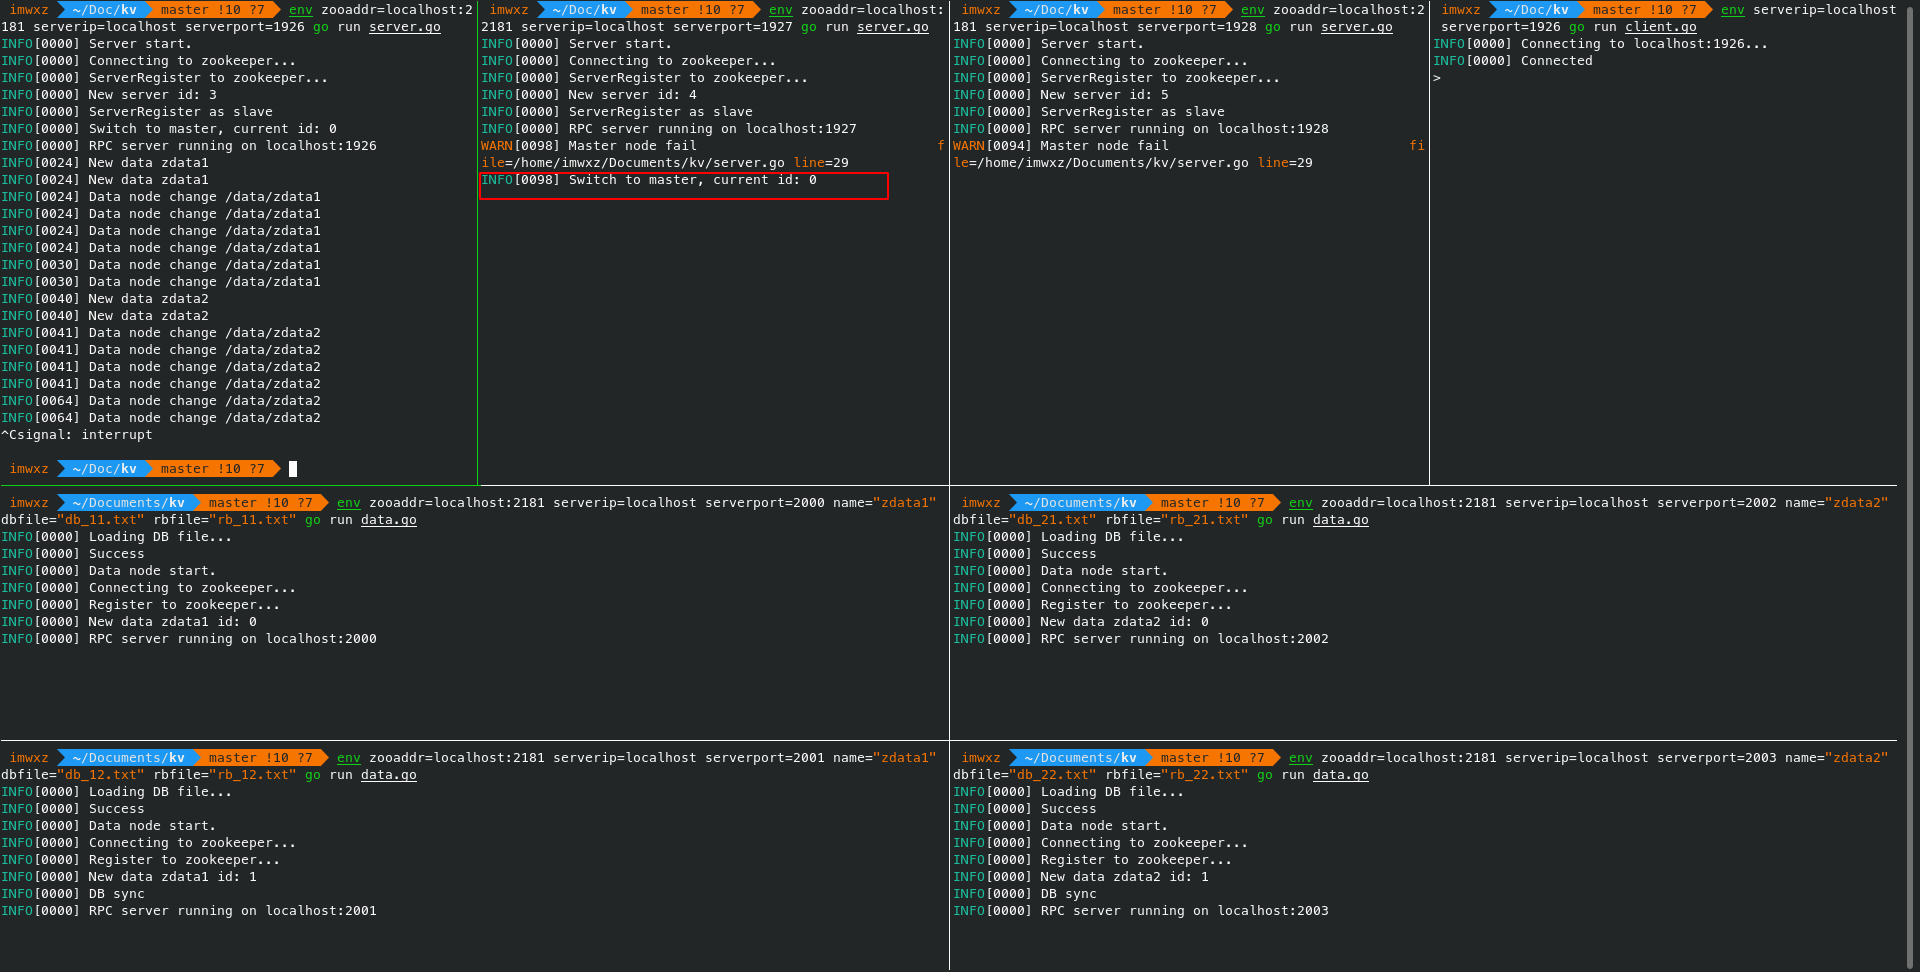 imwxz ~/Doc/kv master !10 ?7 env zooaddr=localhost:2
181 serverip=localhost serverport=1926 go run server.go
INFO[0000] Server start.
INFO[0000] Connecting to zookeeper...
INFO[0000] ServerRegister to zookeeper...
INFO[0000] New server id: 3
INFO[0000] ServerRegister as slave
INFO[0000] Switch to master, current id: 0
INFO[0000] RPC server running on localhost:1926
INFO[0024] New data zdata1
INFO[0024] New data zdata1
INFO[0024] Data node change /data/zdata1
INFO[0024] Data node change /data/zdata1
INFO[0024] Data node change /data/zdata1
INFO[0024] Data node change /data/zdata1
INFO[0030] Data node change /data/zdata1
INFO[0030] Data node change /data/zdata1
INFO[0040] New data zdata2
INFO[0040] New data zdata2
INFO[0041] Data node change /data/zdata2
INFO[0041] Data node change /data/zdata2
INFO[0041] Data node change /data/zdata2
INFO[0041] Data node change /data/zdata2
INFO[0064] Data node change /data/zdata2
INFO[0064] Data node change /data/zdata2
^Csignal: interrupt
imwxz ~/Doc/kv master !10 ?7
imwxz ~/Doc/kv master !10 ?7 env zooaddr=localhost:
2181 serverip=localhost serverport=1927 go run server.go
INFO[0000] Server start.
INFO[0000] Connecting to zookeeper...
INFO[0000] ServerRegister to zookeeper...
INFO[0000] New server id: 4
INFO[0000] ServerRegister as slave
INFO[0000] RPC server running on localhost:1927
WARN[0098] Master node fail f
ile=/home/imwxz/Documents/kv/server.go line=29
INFO[0098] Switch to master, current id: 0
imwxz ~/Doc/kv master !10 ?7 env zooaddr=localhost:2
181 serverip=localhost serverport=1928 go run server.go
INFO[0000] Server start.
INFO[0000] Connecting to zookeeper...
INFO[0000] ServerRegister to zookeeper...
INFO[0000] New server id: 5
INFO[0000] ServerRegister as slave
INFO[0000] RPC server running on localhost:1928
WARN[0094] Master node fail fi
le=/home/imwxz/Documents/kv/server.go line=29
imwxz ~/Doc/kv master !10 ?7 env serverip=localhost
serverport=1926 go run client.go
INFO[0000] Connecting to localhost:1926...
INFO[0000] Connected
>
imwxz ~/Documents/kv master !10 ?7 env zooaddr=localhost:2181 serverip=localhost serverport=2000 name="zdata1"
dbfile="db_11.txt" rbfile="rb_11.txt" go run data.go
INFO[0000] Loading DB file...
INFO[0000] Success
INFO[0000] Data node start.
INFO[0000] Connecting to zookeeper...
INFO[0000] Register to zookeeper...
INFO[0000] New data zdata1 id: 0
INFO[0000] RPC server running on localhost:2000
imwxz ~/Documents/kv master !10 ?7 env zooaddr=localhost:2181 serverip=localhost serverport=2002 name="zdata2"
dbfile="db_21.txt" rbfile="rb_21.txt" go run data.go
INFO[0000] Loading DB file...
INFO[0000] Success
INFO[0000] Data node start.
INFO[0000] Connecting to zookeeper...
INFO[0000] Register to zookeeper...
INFO[0000] New data zdata2 id: 0
INFO[0000] RPC server running on localhost:2002
imwxz ~/Documents/kv master !10 ?7 env zooaddr=localhost:2181 serverip=localhost serverport=2001 name="zdata1"
dbfile="db_12.txt" rbfile="rb_12.txt" go run data.go
INFO[0000] Loading DB file...
INFO[0000] Success
INFO[0000] Data node start.
INFO[0000] Connecting to zookeeper...
INFO[0000] Register to zookeeper...
INFO[0000] New data zdata1 id: 1
INFO[0000] DB sync
INFO[0000] RPC server running on localhost:2001
imwxz ~/Documents/kv master !10 ?7 env zooaddr=localhost:2181 serverip=localhost serverport=2003 name="zdata2"
dbfile="db_22.txt" rbfile="rb_22.txt" go run data.go
INFO[0000] Loading DB file...
INFO[0000] Success
INFO[0000] Data node start.
INFO[0000] Connecting to zookeeper...
INFO[0000] Register to zookeeper...
INFO[0000] New data zdata2 id: 1
INFO[0000] DB sync
INFO[0000] RPC server running on localhost:2003